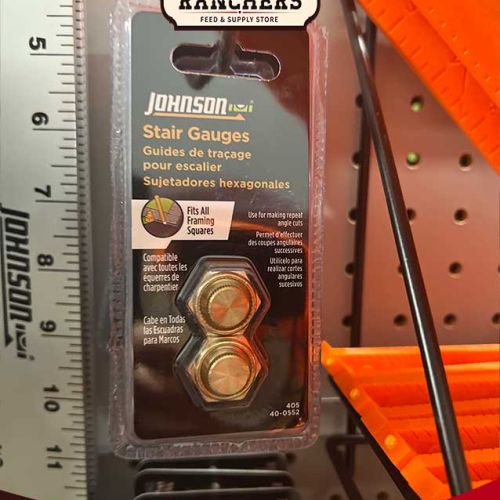 RANCHERS
FEED & SUPPLY STORE
JOHNSON
Stair Gauges
Guides de traçage
pour escalier
Sujetadores hexagonales
Fits All
Framing
Squares
Use for making repeat
angle cuts
Permet d'effectuer
des coupes angulaires
successives
Utilícelo para
realizar cortes
angulares
sucesivos
Compatible
avec toutes les
équerres de
charpentier
Cabe en Todas
las Escuadras
para Marcos
405
40-0552
5
6
7
8
9
10
11
Johnson